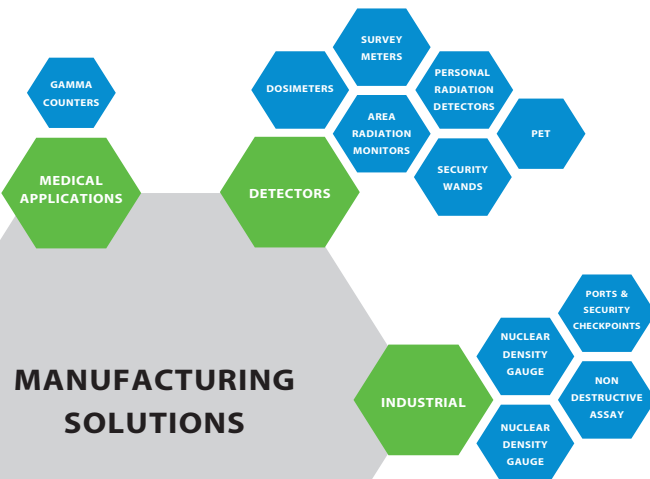 SURVEY
METERS
GAMMA
COUNTERS
DOSIMETERS
PERSONAL
RADIATION
DETECTORS
AREA
RADIATION
MONITORS
PET
SECURITY
WANDS
MEDICAL
APPLICATIONS
DETECTORS
PORTS &
SECURITY
CHECKPOINTS
NUCLEAR
DENSITY
GAUGE
MANUFACTURING
SOLUTIONS
INDUSTRIAL
NON
DESTRUCTIVE
ASSAY
NUCLEAR
DENSITY
GAUGE